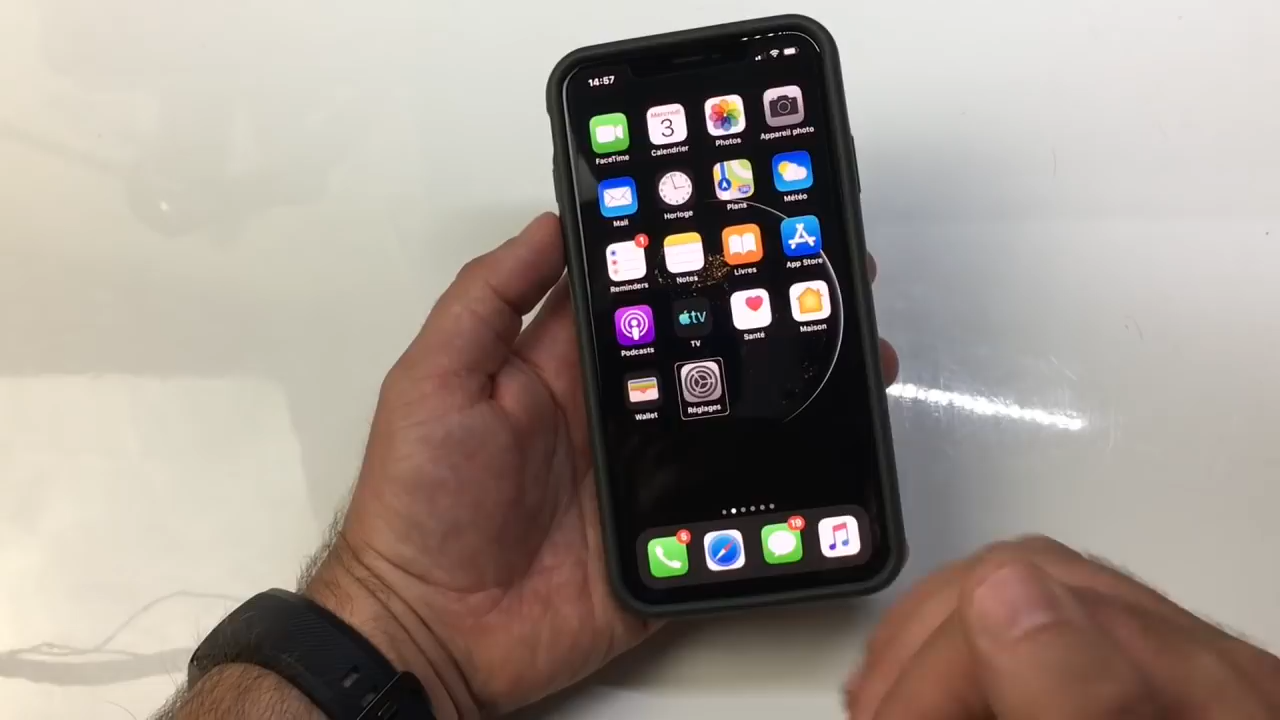 14:57
FaceTime
Mercredi
3
Calendrier
Photos
Appareil photo
Mail
Horloge
Plans
Météo
1
Reminders
Notes
Livres
App Store
Podcasts
tv
TV
Santé
Maison
Wallet
Réglages
5
19